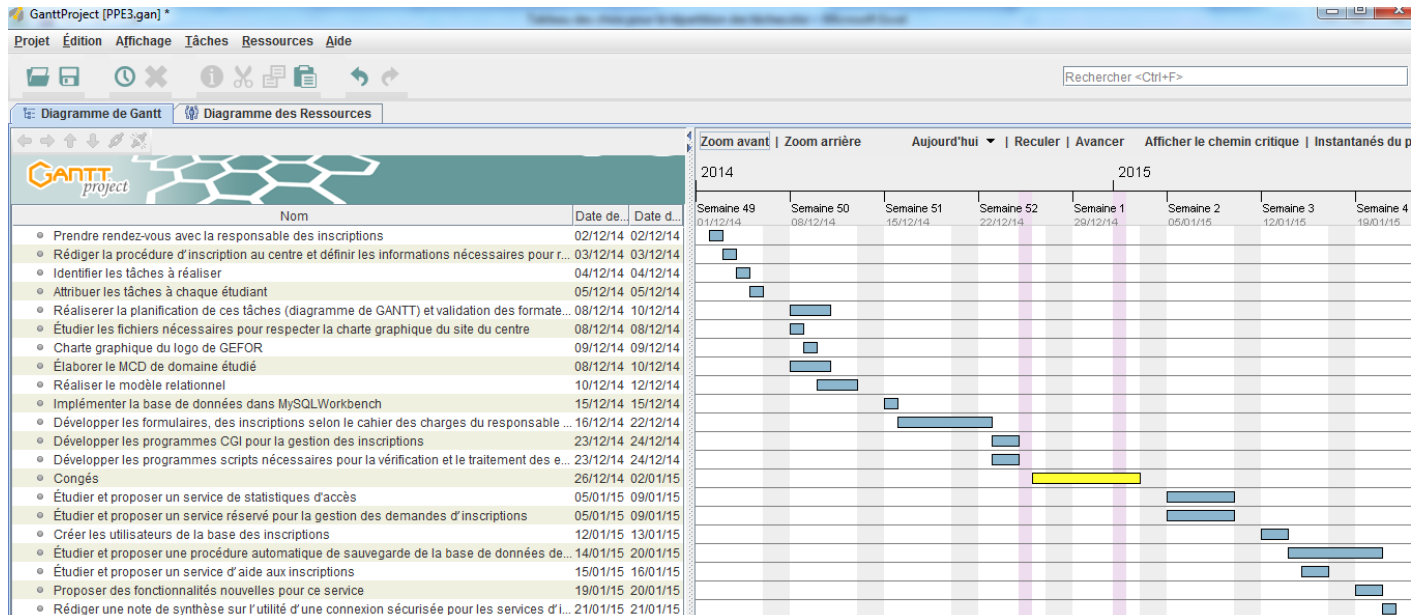 GanttProject [PPE3.gan] *
Projet Édition Affichage Tâches Ressources Aide
Rechercher <Ctrl+F>
Diagramme de Gantt Diagramme des Ressources
Zoom avant | Zoom arrière Aujourd'hui | Reculer | Avancer Afficher le chemin critique | Instantanés du p
GANTT project
2014 2015
Nom Date de... Date d...
Semaine 49 Semaine 50 Semaine 51 Semaine 52 Semaine 1 Semaine 2 Semaine 3 Semaine 4
01/12/14 08/12/14 15/12/14 22/12/14 29/12/14 05/01/15 12/01/15 19/01/15
Prendre rendez-vous avec la responsable des inscriptions 02/12/14 02/12/14
Rédiger la procédure d'inscription au centre et définir les informations nécessaires pour r... 03/12/14 03/12/14
Identifier les tâches à réaliser 04/12/14 04/12/14
Attribuer les tâches à chaque étudiant 05/12/14 05/12/14
Réaliserer la planification de ces tâches (diagramme de GANTT) et validation des formate... 08/12/14 10/12/14
Étudier les fichiers nécessaires pour respecter la charte graphique du site du centre 08/12/14 08/12/14
Charte graphique du logo de GEFOR 09/12/14 09/12/14
Élaborer le MCD de domaine étudié 08/12/14 10/12/14
Réaliser le modèle relationnel 10/12/14 12/12/14
Implémenter la base de données dans MySQLWorkbench 15/12/14 15/12/14
Développer les formulaires, des inscriptions selon le cahier des charges du responsable ... 16/12/14 22/12/14
Développer les programmes CGI pour la gestion des inscriptions 23/12/14 24/12/14
Développer les programmes scripts nécessaires pour la vérification et le traitement des e... 23/12/14 24/12/14
Congés 26/12/14 02/01/15
Étudier et proposer un service de statistiques d'accès 05/01/15 09/01/15
Étudier et proposer un service réservé pour la gestion des demandes d'inscriptions 05/01/15 09/01/15
Créer les utilisateurs de la base des inscriptions 12/01/15 13/01/15
Étudier et proposer une procédure automatique de sauvegarde de la base de données de... 14/01/15 20/01/15
Étudier et proposer un service d'aide aux inscriptions 15/01/15 16/01/15
Proposer des fonctionnalités nouvelles pour ce service 19/01/15 20/01/15
Rédiger une note de synthèse sur l'utilité d'une connexion sécurisée pour les services d'i... 21/01/15 21/01/15